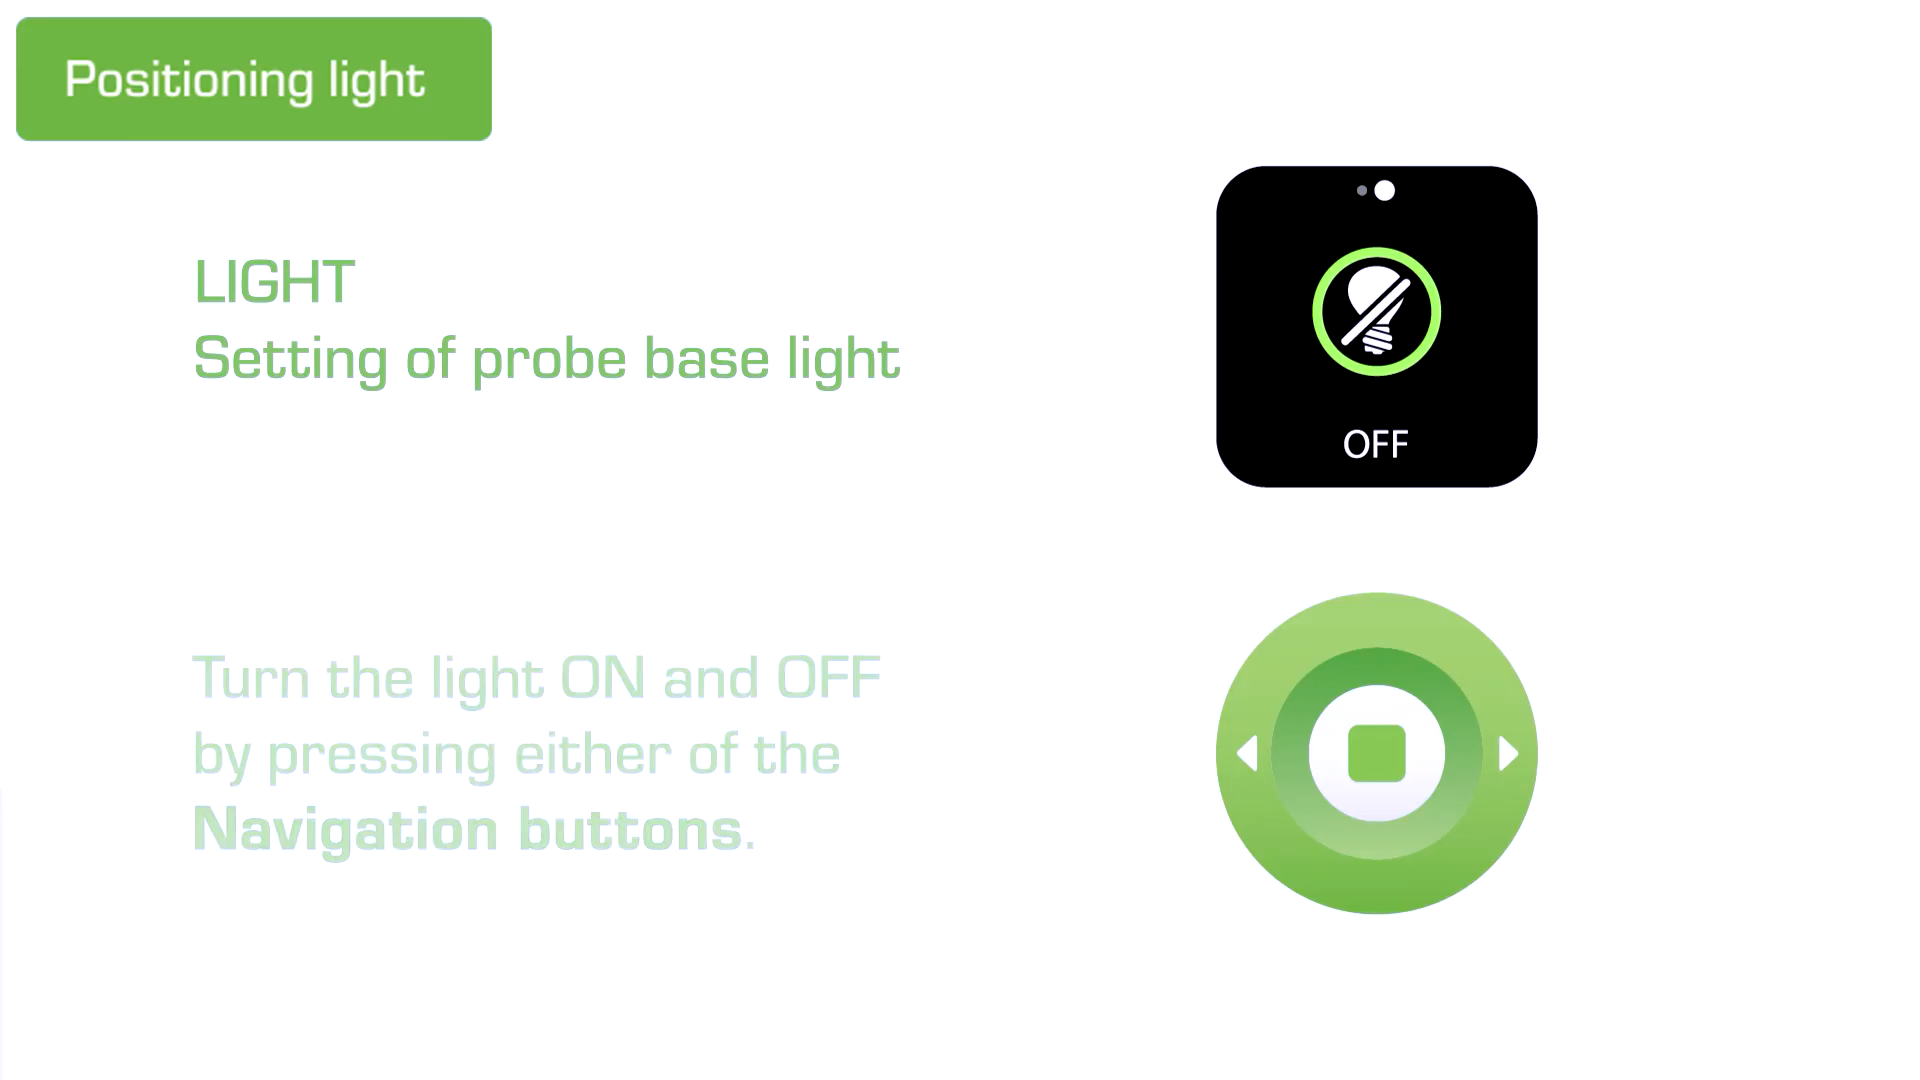 Positioning light
LIGHT
Setting of probe base light
OFF
Turn the light ON and OFF
by pressing either of the
Navigation buttons.